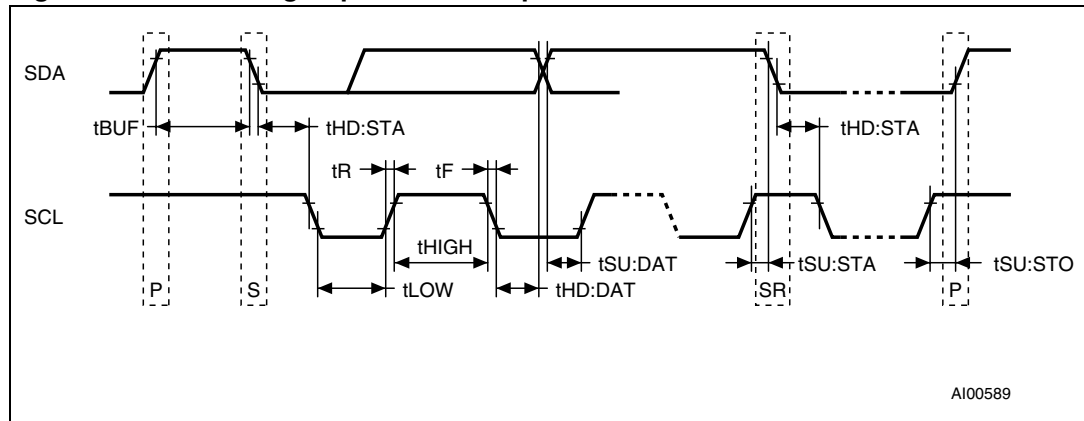 SDA
tBUF tHD:STA tHD:STA
tR tF
SCL
tHIGH tSU:DAT tSU:STA tSU:STO
P S tLOW tHD:DAT SR P
AI00589